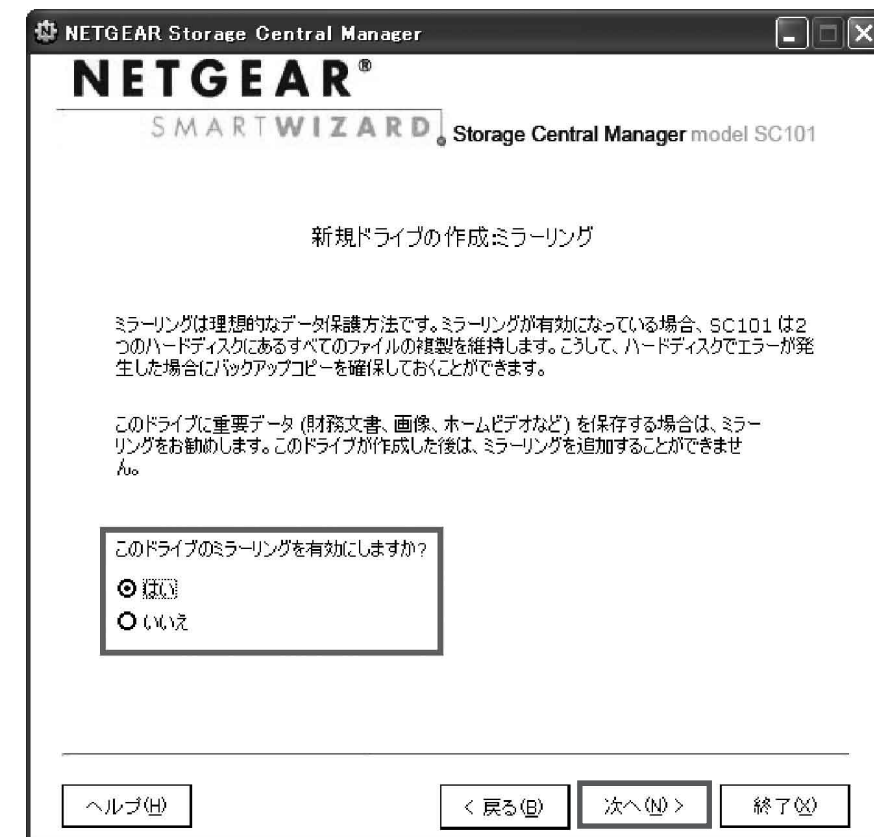 NETGEAR Storage Central Manager
NETGEAR®
SMARTWIZARD Storage Central Manager model SC101
新規ドライブの作成:ミラーリング
ミラーリングは理想的なデータ保護方法です。ミラーリングが有効になっている場合、SC101 は2
つのハードディスクにあるすべてのファイルの複製を維持します。こうして、ハードディスクでエラーが発
生した場合にバックアップコピーを確保しておくことができます。
このドライブに重要データ (財務文書、画像、ホームビデオなど) を保存する場合は、ミラー
リングをお勧めします。このドライブが作成した後は、ミラーリングを追加することができませ
ん。
このドライブのミラーリングを有効にしますか?
はい
いいえ
ヘルプ(H) < 戻る(B) 次へ(N) > 終了(X)